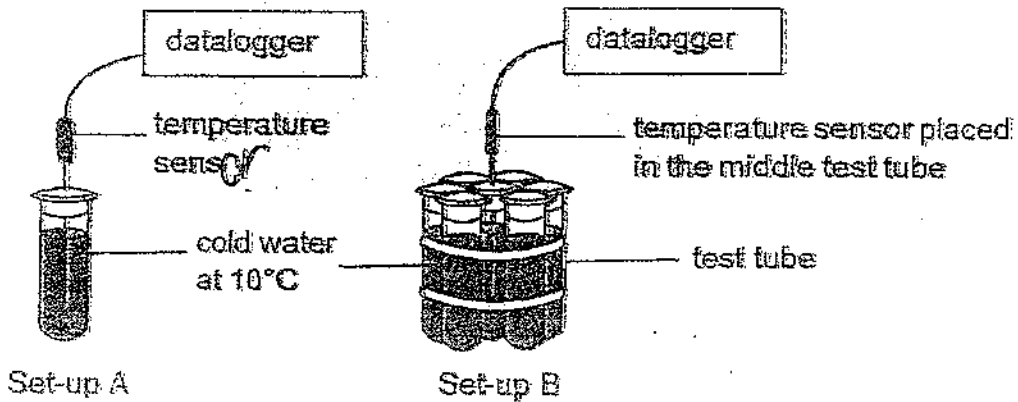 datalogger
datalogger
temperature
sensor
temperature sensor placed
in the middle test tube
cold water
at 10°C
test tube
Set-up A
Set-up B